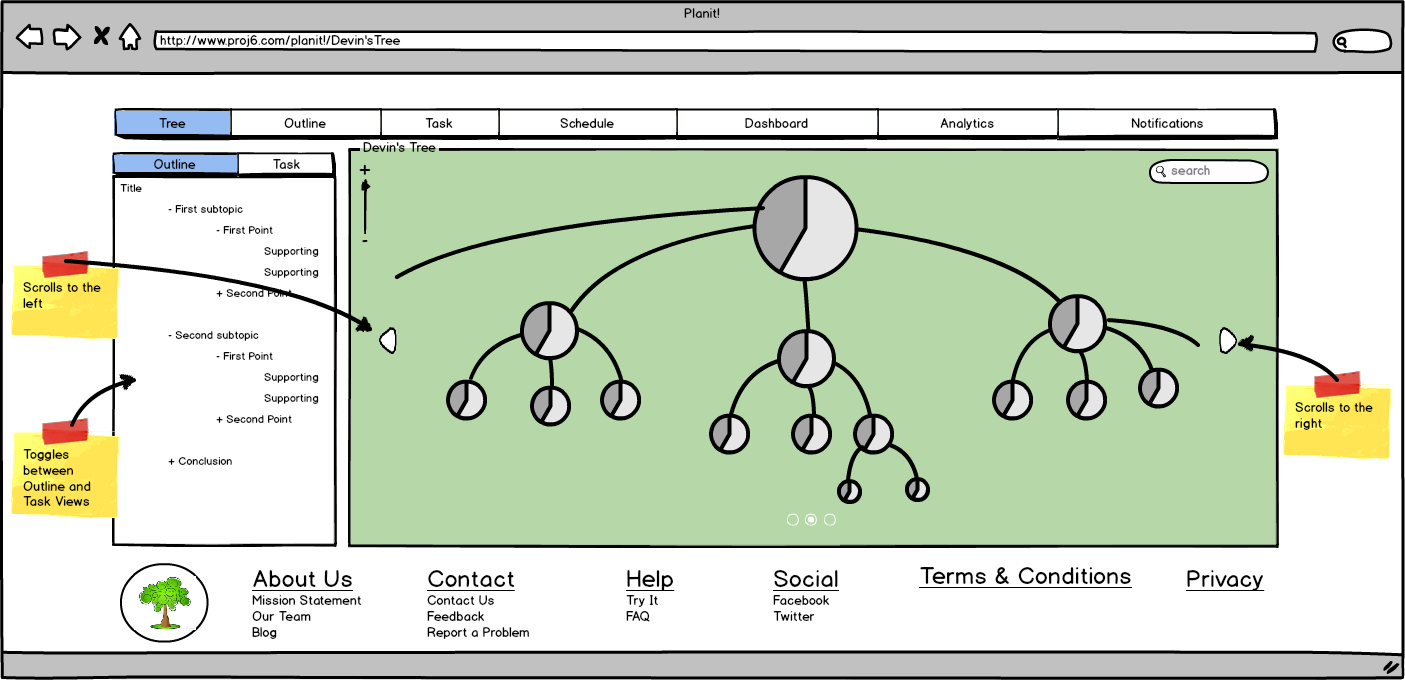 Planit!
http://www.proj6.com/planit!/Devin'sTree
Tree Outline Task Schedule Dashboard Analytics Notifications
Outline Task
Title
- First subtopic
- First Point
Supporting
Supporting
+ Second Point
- Second subtopic
- First Point
Supporting
Supporting
+ Second Point
+ Conclusion
Scrolls to the
left
Toggles
between
Outline and
Task Views
Devin's Tree
+
-
search
Scrolls to the
right
About Us
Mission Statement
Our Team
Blog
Contact
Contact Us
Feedback
Report a Problem
Help
Try It
FAQ
Social
Facebook
Twitter
Terms & Conditions
Privacy